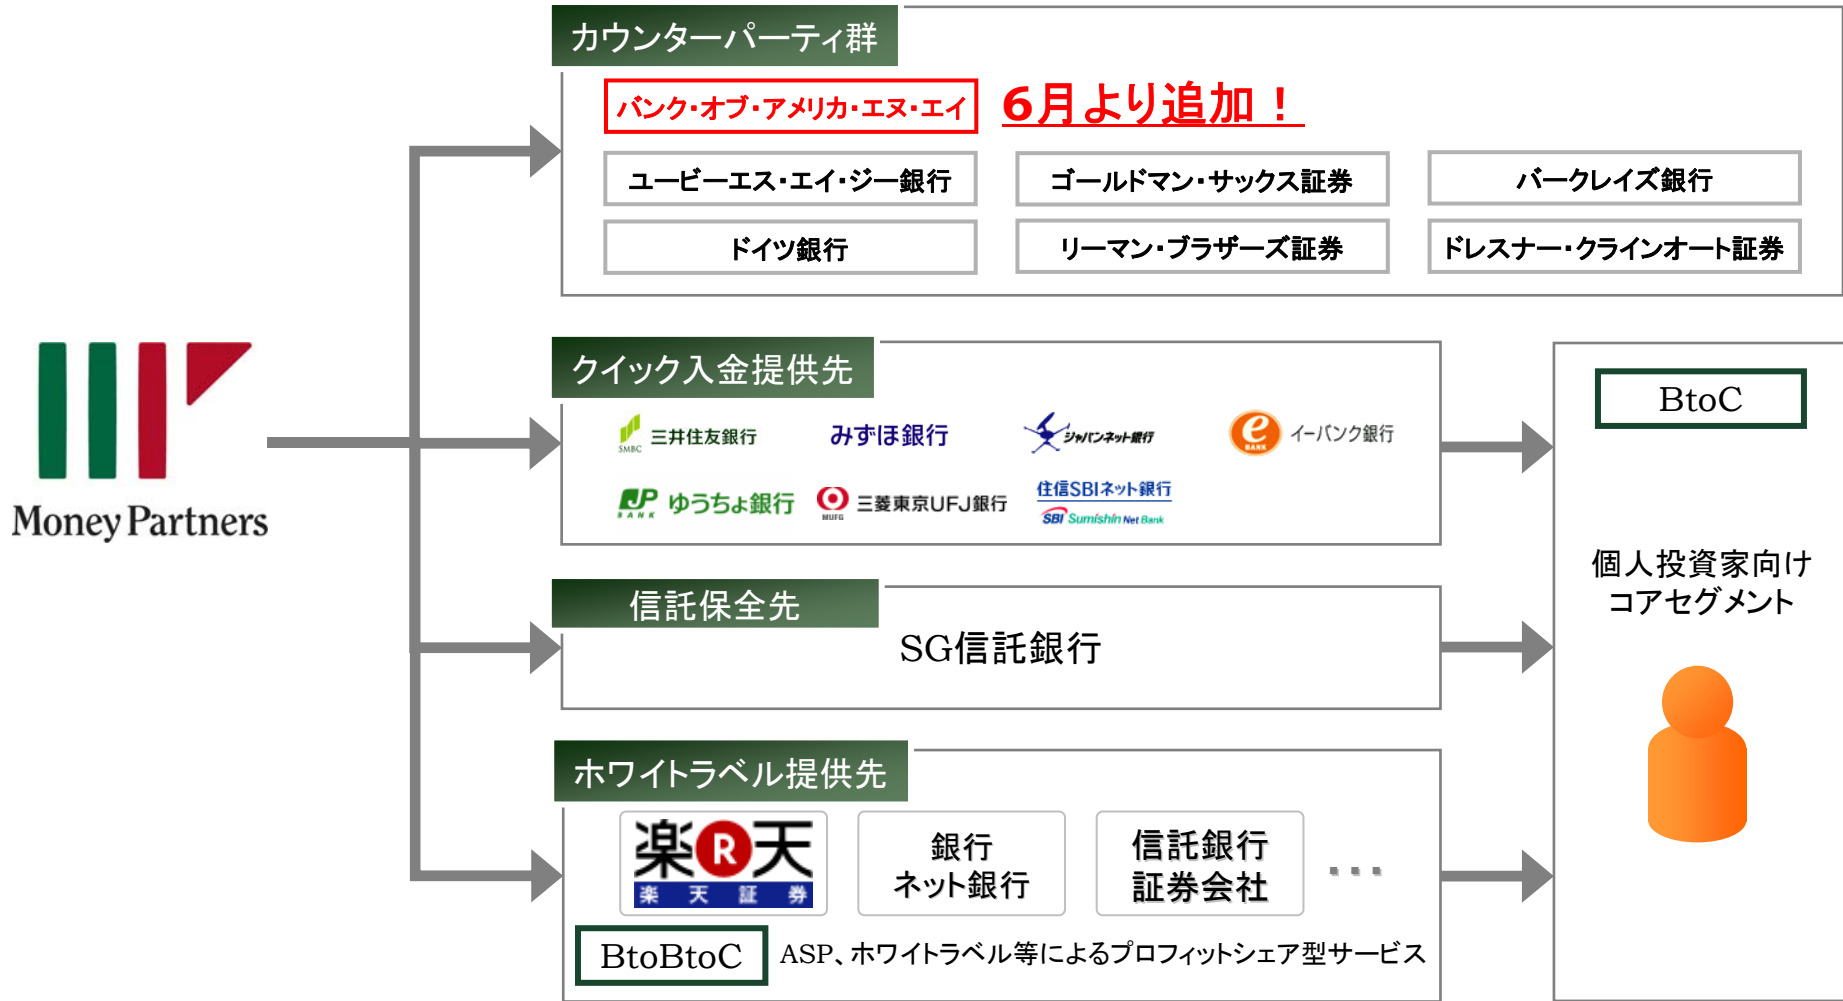 カウンターパーティ群
バンク・オブ・アメリカ・エヌ・エイ
6月より追加！
ユービーエス・エイ・ジー銀行
ゴールドマン・サックス証券
バークレイズ銀行
ドイツ銀行
リーマン・ブラザーズ証券
ドレスナー・クラインオート証券
Money Partners
クイック入金提供先
SMBC
三井住友銀行
みずほ銀行
ジャパンネット銀行
e
BANK
イーバンク銀行
JP
BANK
ゆうちょ銀行
MUFG
三菱東京UFJ銀行
住信SBIネット銀行
SBI Sumishin Net Bank
信託保全先
SG信託銀行
ホワイトラベル提供先
楽R天
楽天証券
銀行
ネット銀行
信託銀行
証券会社
...
BtoBtoC
ASP、ホワイトラベル等によるプロフィットシェア型サービス
BtoC
個人投資家向け
コアセグメント